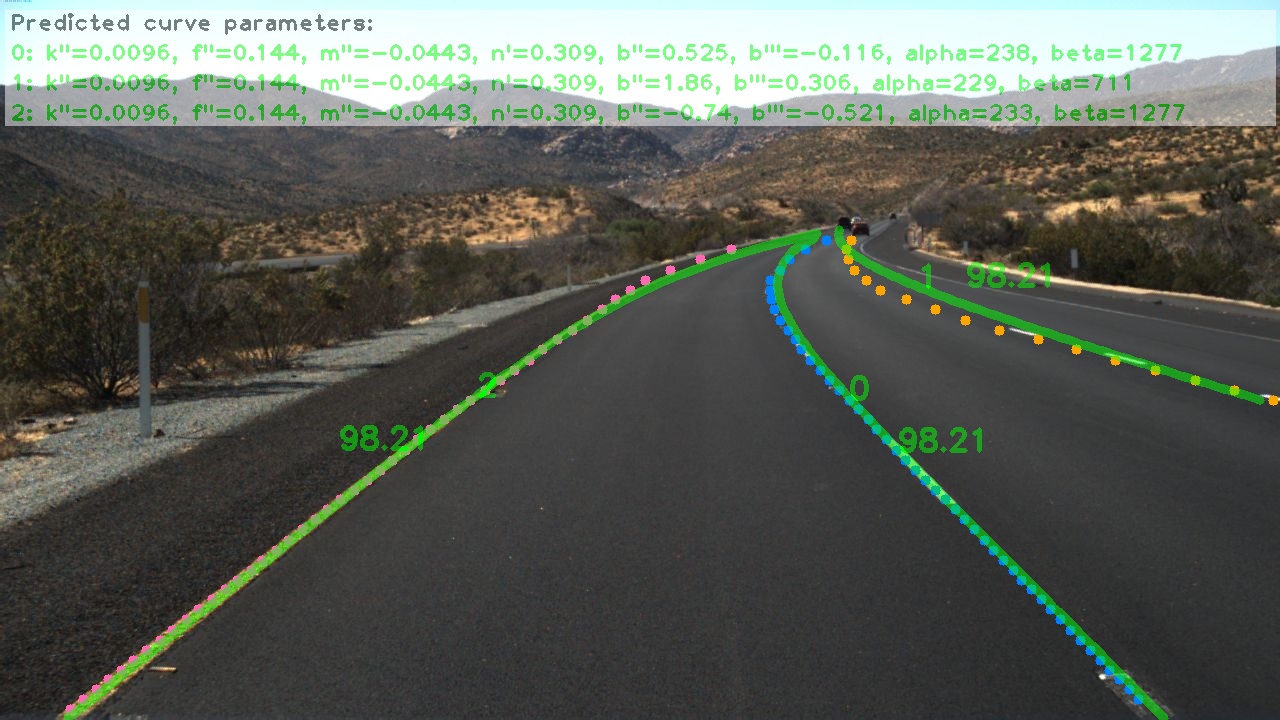 Predicted curve parameters:
0: k''=0.0096, f''=0.144, m''=-0.0443, n'=0.309, b''=0.525, b'''=-0.116, alpha=238, beta=1277
1: k''=0.0096, f''=0.144, m''=-0.0443, n'=0.309, b''=1.86, b'''=0.306, alpha=229, beta=711
2: k''=0.0096, f''=0.144, m''=-0.0443, n'=0.309, b''=-0.74, b'''=-0.521, alpha=233, beta=1277
1 98.21
2
0
98.21
98.21